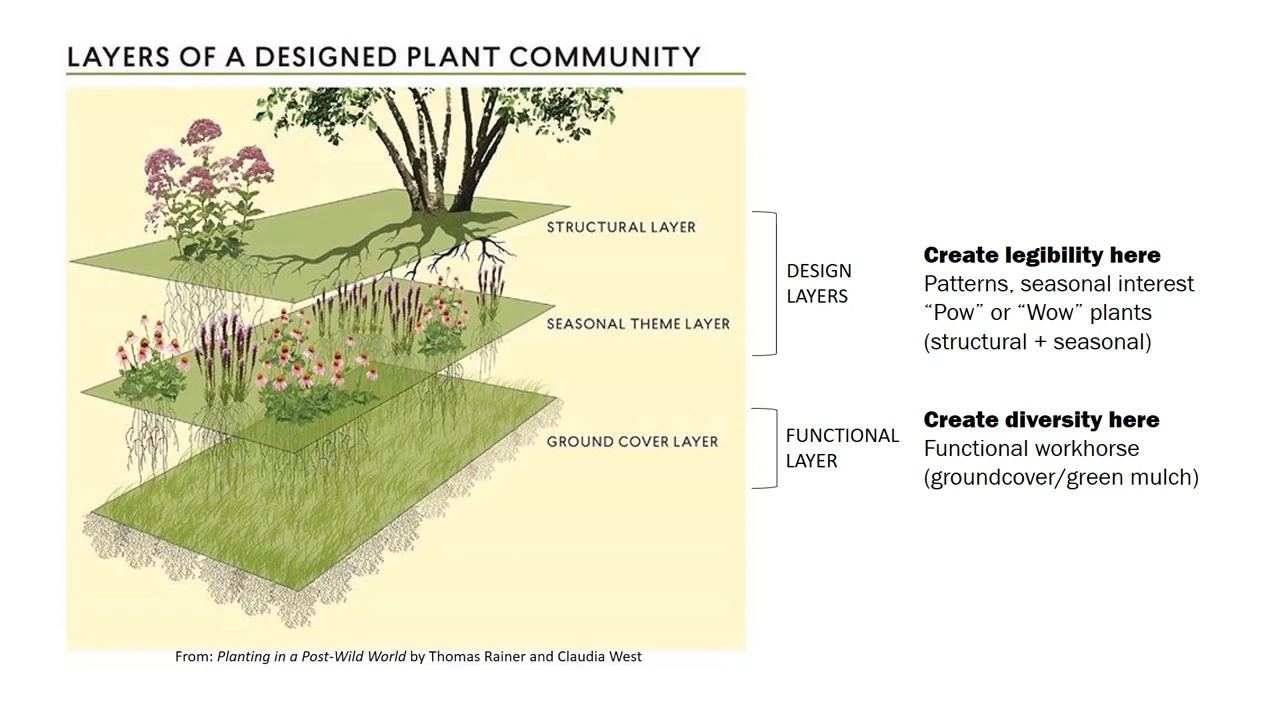 LAYERS OF A DESIGNED PLANT COMMUNITY
STRUCTURAL LAYER
SEASONAL THEME LAYER
GROUND COVER LAYER
DESIGN
LAYERS
Create legibility here
Patterns, seasonal interest
“Pow” or “Wow” plants
(structural + seasonal)
FUNCTIONAL
LAYER
Create diversity here
Functional workhorse
(groundcover/green mulch)
From: Planting in a Post-Wild World by Thomas Rainer and Claudia West